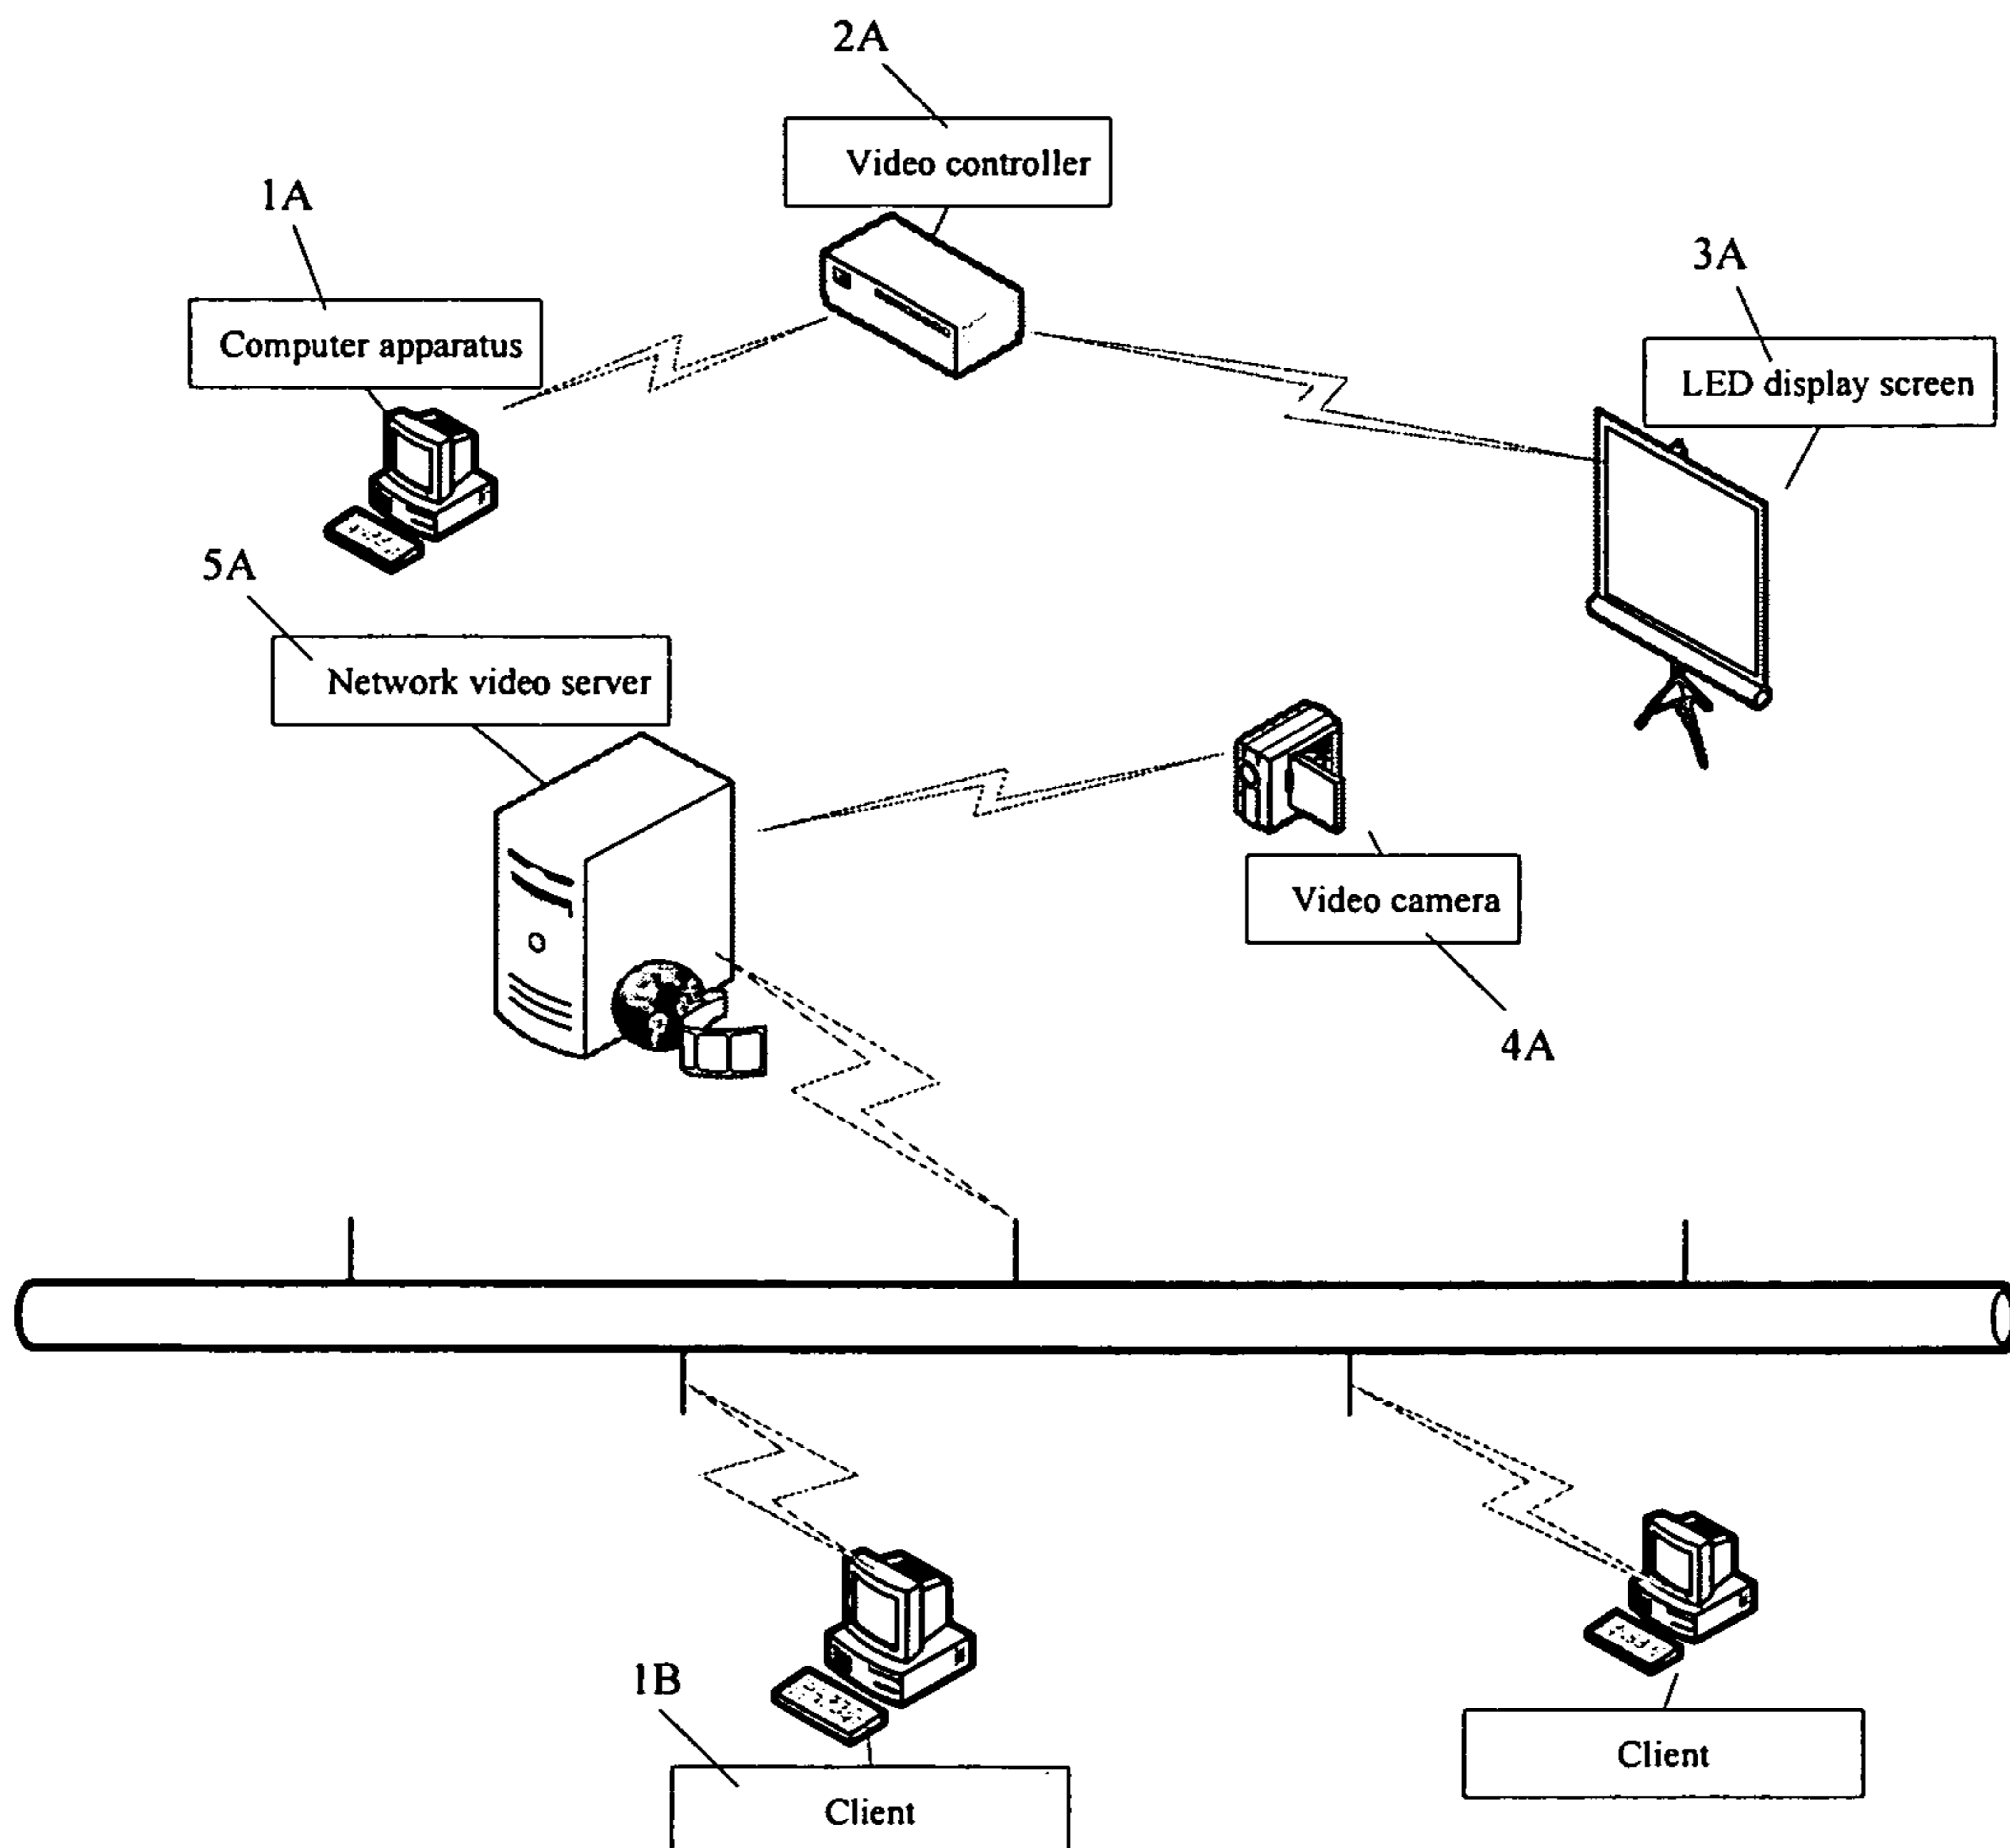 2A
Video controller
1A
Computer apparatus
3A
LED display screen
5A
Network video server
Video camera
4A
1B
Client
Client